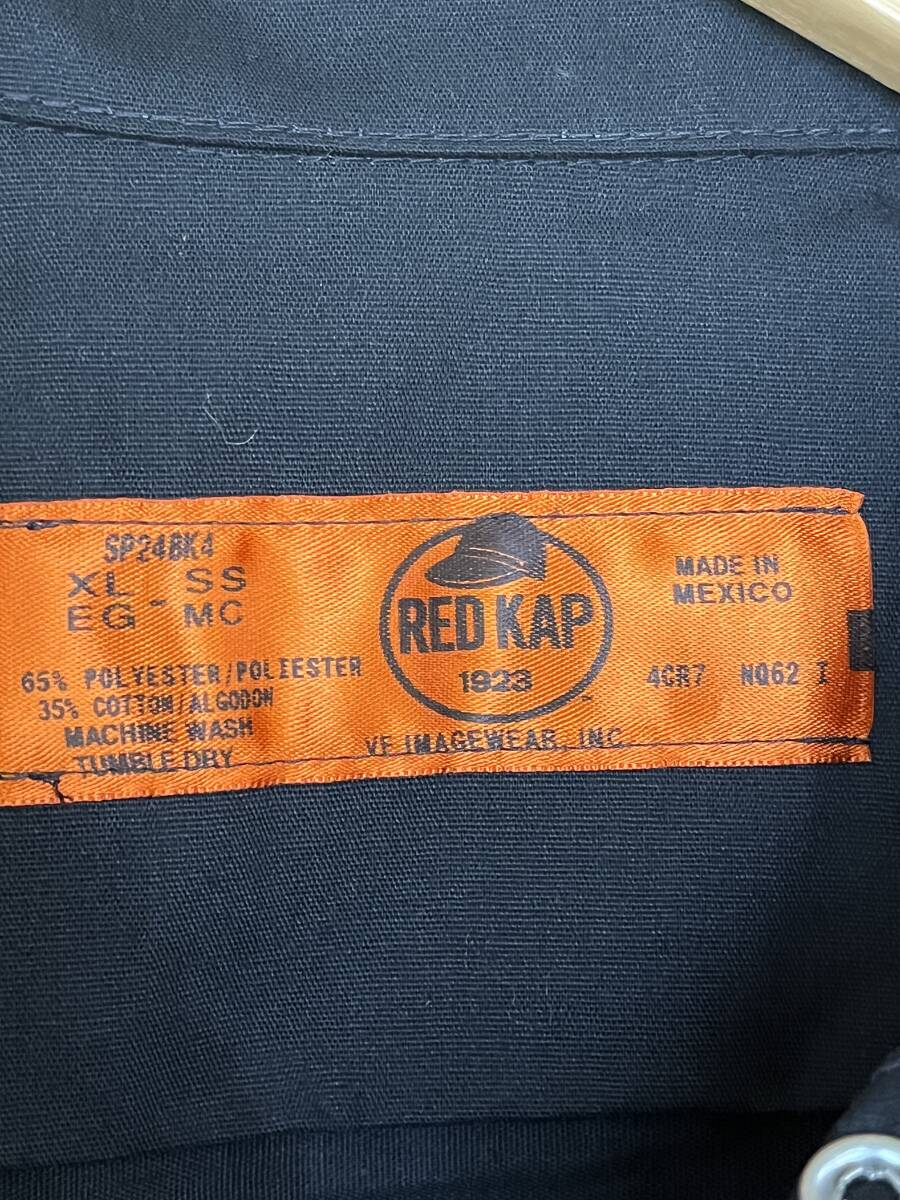 SP24BK4
XL - SS
EG MC
65% POLYESTER/POLIESTER
35% COTTON/ALGODON
MACHINE WASH
TUMBLE DRY
RED KAP
1923
VF IMAGEWEAR, INC.
MADE IN
MEXICO
4CR7 NQ62 I